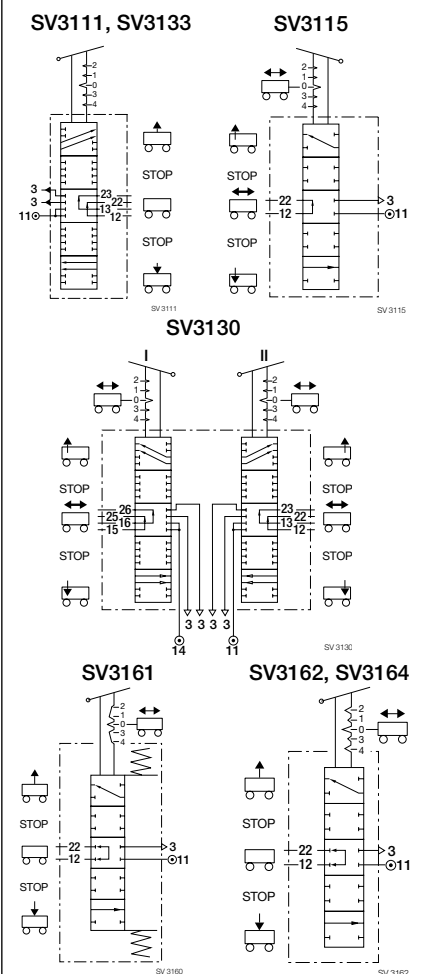 SV3111, SV3133
2
1
0
3
4
STOP
3
3
11
23
22
13
12
STOP
SV 3111
SV3115
2
1
0
3
4
STOP
22
12
3
11
STOP
SV 3115
SV3130
I
II
2
1
0
3
4
2
1
0
3
4
STOP
STOP
26
25
16
15
23
22
13
12
STOP
STOP
3 3 3 3
14
11
SV 3130
SV3161
2
1
0
3
4
STOP
22
12
3
11
STOP
SV 3160
SV3162, SV3164
2
1
0
3
4
STOP
22
12
3
11
STOP
SV 3162